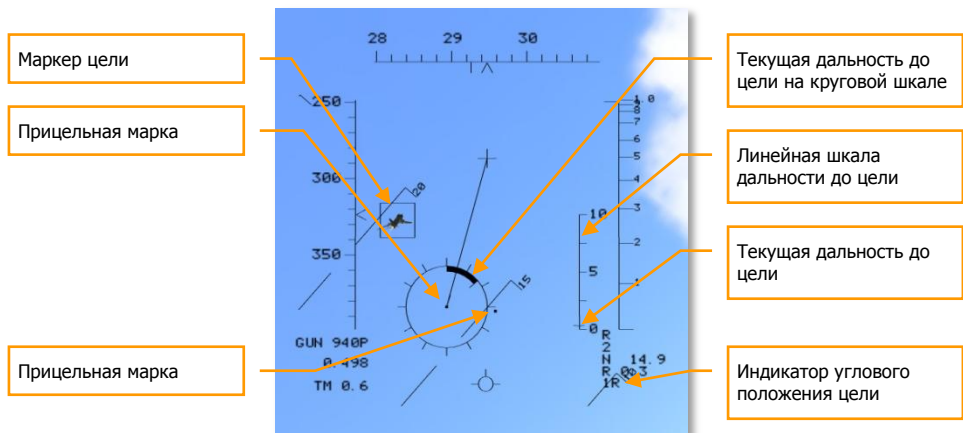 Маркер цели
Прицельная марка
Прицельная марка
28 29 30
250
300
350
20
15
GUN 940P
0.498
TM 0.6
1.0
8
7
6
5
4
3
2
1
10
5
0
R
2
N 14.9
R 0.3
1R
Текущая дальность до
цели на круговой шкале
Линейная шкала
дальности до цели
Текущая дальность до
цели
Индикатор углового
положения цели